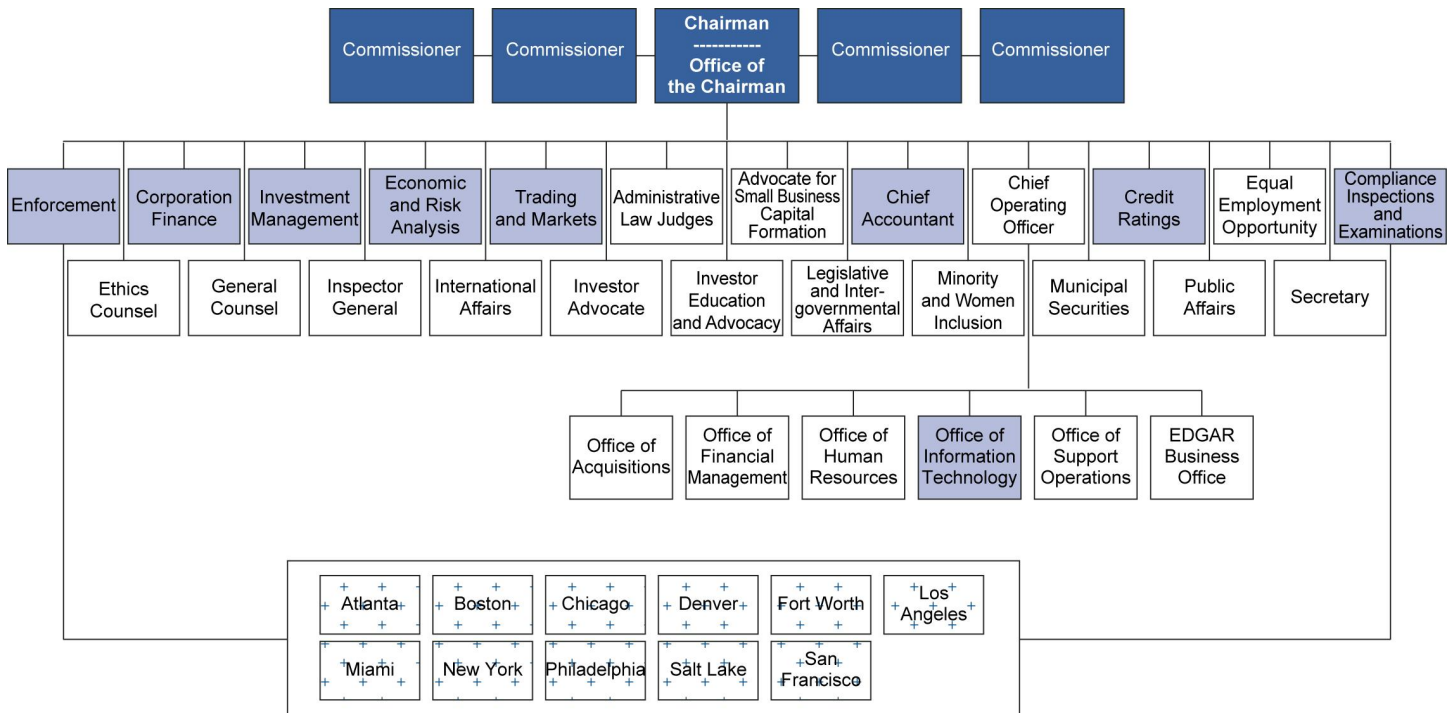 Commissioner
Commissioner
Chairman
-----------
Office of
the Chairman
Commissioner
Commissioner
Enforcement
Corporation
Finance
Investment
Management
Economic
and Risk
Analysis
Trading
and Markets
Administrative
Law Judges
Advocate for
Small Business
Capital
Formation
Chief
Accountant
Chief
Operating
Officer
Credit
Ratings
Equal
Employment
Opportunity
Compliance
Inspections
and
Examinations
Ethics
Counsel
General
Counsel
Inspector
General
International
Affairs
Investor
Advocate
Investor
Education
and Advocacy
Legislative
and Inter-
governmental
Affairs
Minority
and Women
Inclusion
Municipal
Securities
Public
Affairs
Secretary
Office of
Acquisitions
Office of
Financial
Management
Office of
Human
Resources
Office of
Information
Technology
Office of
Support
Operations
EDGAR
Business
Office
Atlanta
Boston
Chicago
Denver
Fort Worth
Los
Angeles
Miami
New York
Philadelphia
Salt Lake
San
Francisco